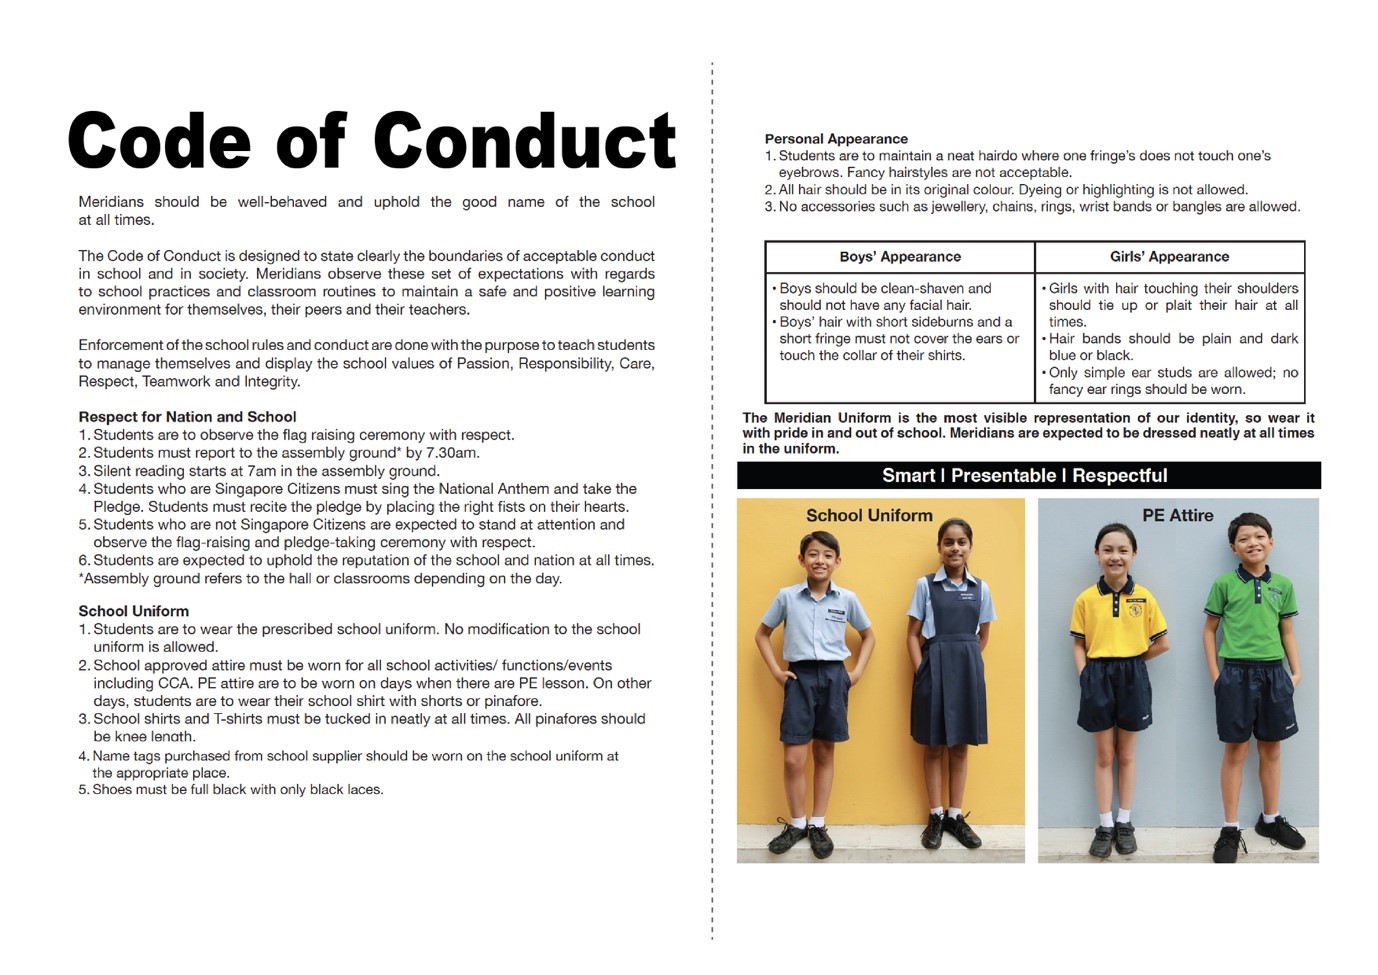 Code of Conduct
Meridians should be well-behaved and uphold the good name of the school
at all times.
The Code of Conduct is designed to state clearly the boundaries of acceptable conduct
in school and in society. Meridians observe these set of expectations with regards
to school practices and classroom routines to maintain a safe and positive learning
environment for themselves, their peers and their teachers.
Enforcement of the school rules and conduct are done with the purpose to teach students
to manage themselves and display the school values of Passion, Responsibility, Care,
Respect, Teamwork and Integrity.
Respect for Nation and School
1. Students are to observe the flag raising ceremony with respect.
2. Students must report to the assembly ground* by 7.30am.
3. Silent reading starts at 7am in the assembly ground.
4. Students who are Singapore Citizens must sing the National Anthem and take the
Pledge. Students must recite the pledge by placing the right fists on their hearts.
5. Students who are not Singapore Citizens are expected to stand at attention and
observe the flag-raising and pledge-taking ceremony with respect.
6. Students are expected to uphold the reputation of the school and nation at all times.
*Assembly ground refers to the hall or classrooms depending on the day.
School Uniform
1. Students are to wear the prescribed school uniform. No modification to the school
uniform is allowed.
2. School approved attire must be worn for all school activities/ functions/events
including CCA. PE attire are to be worn on days when there are PE lesson. On other
days, students are to wear their school shirt with shorts or pinafore.
3. School shirts and T-shirts must be tucked in neatly at all times. All pinafores should
be knee length.
4. Name tags purchased from school supplier should be worn on the school uniform at
the appropriate place.
5. Shoes must be full black with only black laces.
Personal Appearance
1. Students are to maintain a neat hairdo where one fringe's does not touch one's
eyebrows. Fancy hairstyles are not acceptable.
2. All hair should be in its original colour. Dyeing or highlighting is not allowed.
3. No accessories such as jewellery, chains, rings, wrist bands or bangles are allowed.
Boys' Appearance
• Boys should be clean-shaven and
should not have any facial hair.
• Boys' hair with short sideburns and a
short fringe must not cover the ears or
touch the collar of their shirts.
Girls' Appearance
• Girls with hair touching their shoulders
should tie up or plait their hair at all
times.
• Hair bands should be plain and dark
blue or black.
• Only simple ear studs are allowed; no
fancy ear rings should be worn.
The Meridian Uniform is the most visible representation of our identity, so wear it
with pride in and out of school. Meridians are expected to be dressed neatly at all times
in the uniform.
Smart | Presentable | Respectful
School Uniform
PE Attire